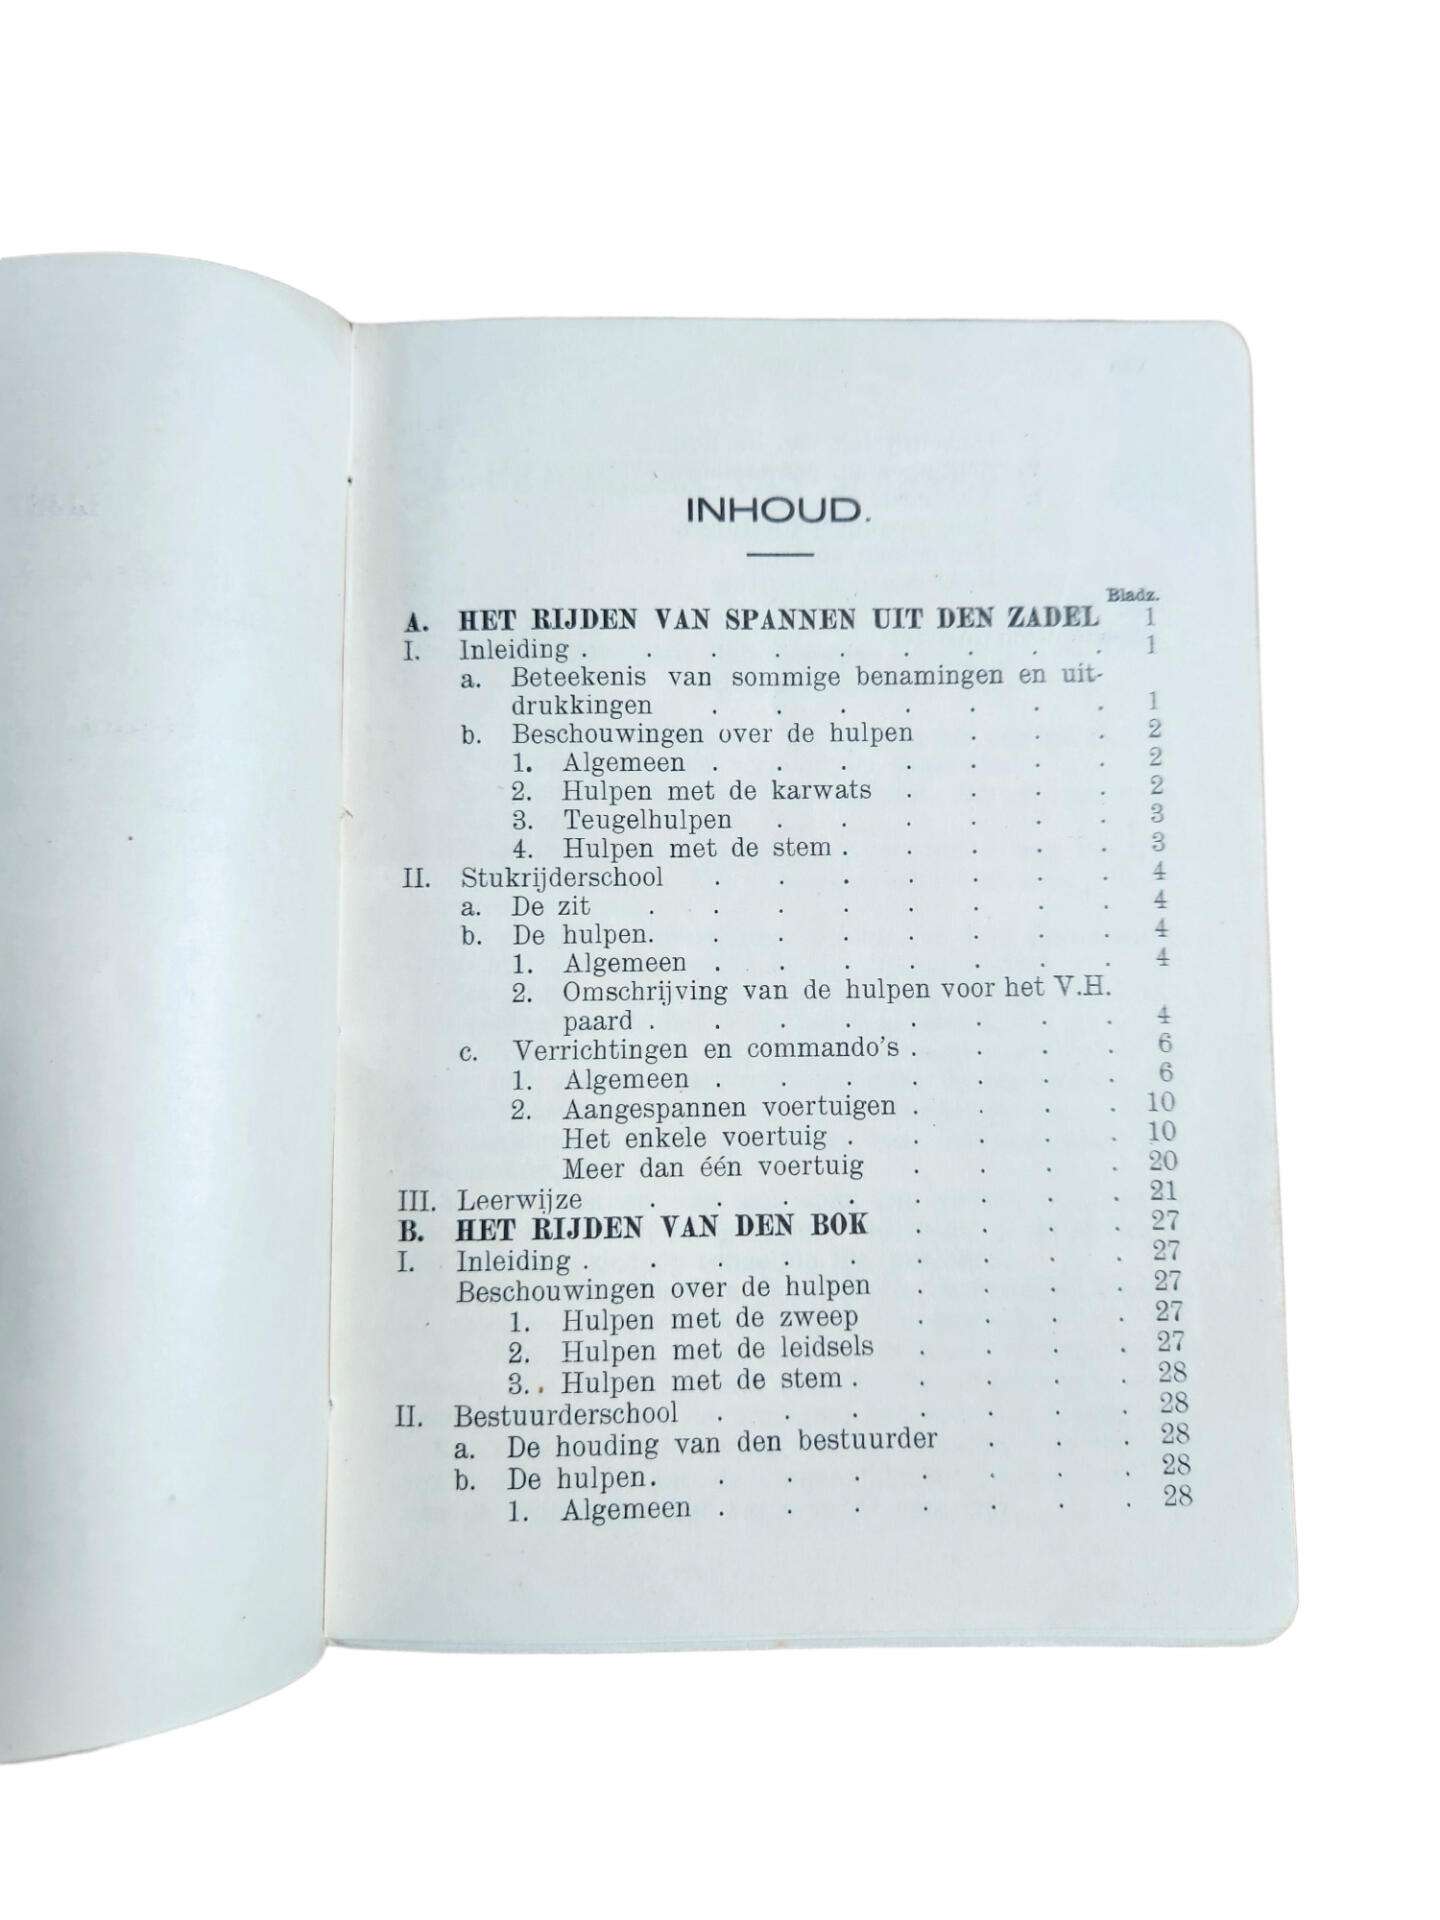 INHOUD.
Bladz.
A. HET RIJDEN VAN SPANNEN UIT DEN ZADEL 1
I. Inleiding . . . . . . . . . 1
a. Beteekenis van sommige benamingen en uit-
drukkingen . . . . . . . 1
b. Beschouwingen over de hulpen . . . 2
1. Algemeen . . . . . . . 2
2. Hulpen met de karwats . . . . 2
3. Teugelhulpen . . . . . . 3
4. Hulpen met de stem . . . . . 3
II. Stukrijderschool . . . . . . . 4
a. De zit . . . . . . . . 4
b. De hulpen. . . . . . . . 4
1. Algemeen . . . . . . . 4
2. Omschrijving van de hulpen voor het V.H.
paard . . . . . . . . 4
c. Verrichtingen en commando's . . . . 6
1. Algemeen . . . . . . . 6
2. Aangespannen voertuigen . . . . 10
Het enkele voertuig . . . . . 10
Meer dan één voertuig . . . . 20
III. Leerwijze . . . . . . . . 21
B. HET RIJDEN VAN DEN BOK . . . . 27
I. Inleiding . . . . . . . . . 27
Beschouwingen over de hulpen . . . . 27
1. Hulpen met de zweep . . . . 27
2. Hulpen met de leidsels . . . . 27
3. Hulpen met de stem . . . . . 28
II. Bestuurderschool . . . . . . . 28
a. De houding van den bestuurder . . . 28
b. De hulpen. . . . . . . . 28
1. Algemeen . . . . . . . 28